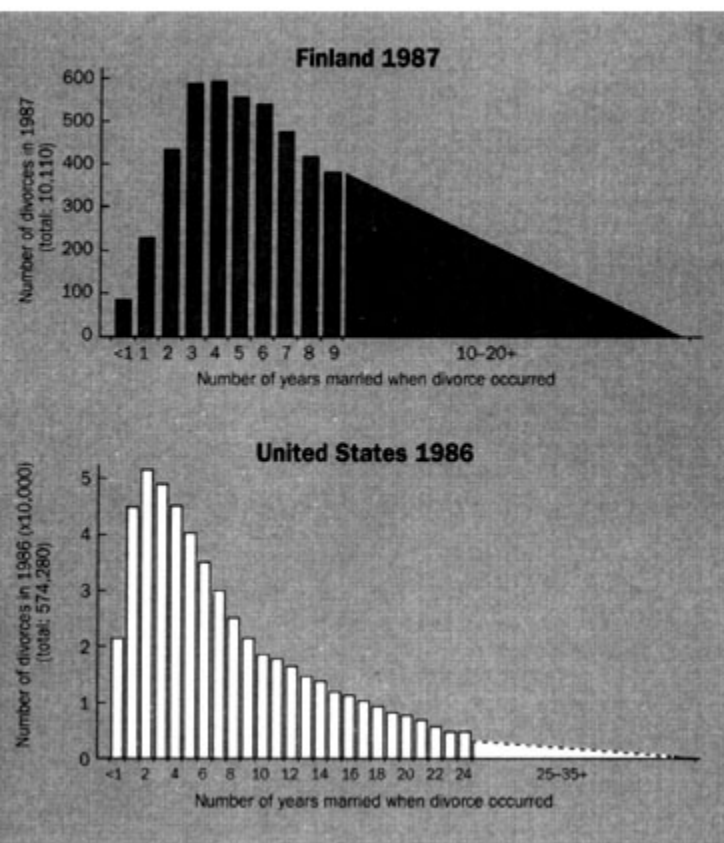 Finland 1987
Number of divorces in 1987
(total: 10,110)
600
500
400
300
200
100
0
<1 1 2 3 4 5 6 7 8 9 10–20+
Number of years married when divorce occurred
United States 1986
Number of divorces in 1986 (x10,000)
(total: 574,280)
5
4
3
2
1
0
<1 2 4 6 8 10 12 14 16 18 20 22 24 25–35+
Number of years married when divorce occurred